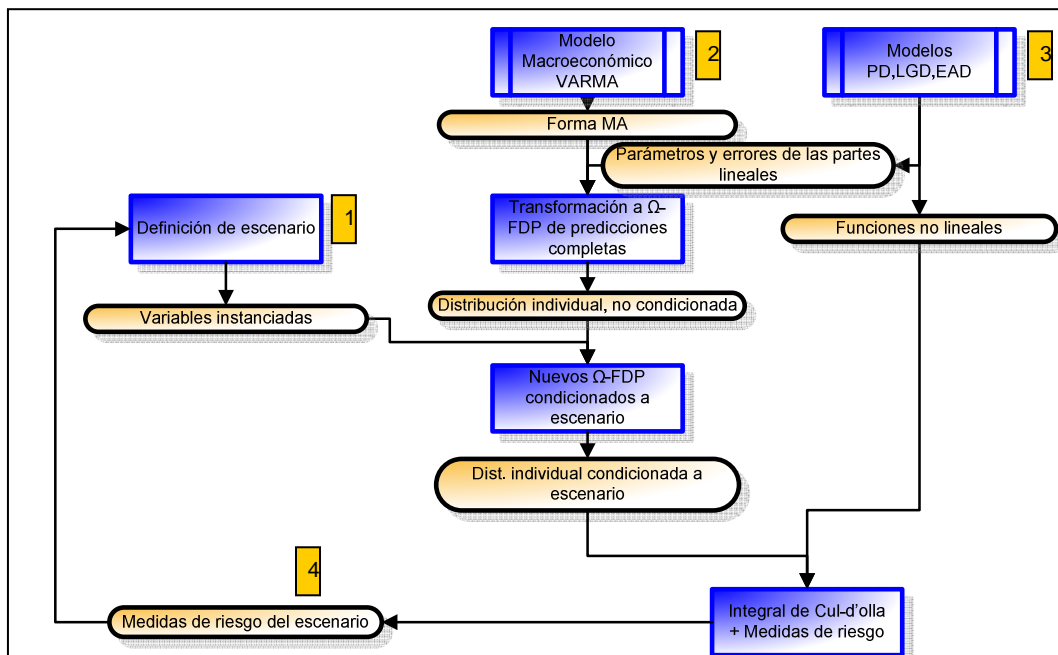 Modelo
Macroeconómico
VARMA
2
Modelos
PD,LGD,EAD
3
Forma MA
Parámetros y errores de las partes
lineales
Definición de escenario
1
Transformación a Ω-
FDP de predicciones
completas
Funciones no lineales
Distribución individual, no condicionada
Variables instanciadas
Nuevos Ω-FDP
condicionados a
escenario
Dist. individual condicionada a
escenario
4
Medidas de riesgo del escenario
Integral de Cul-d’olla
+ Medidas de riesgo